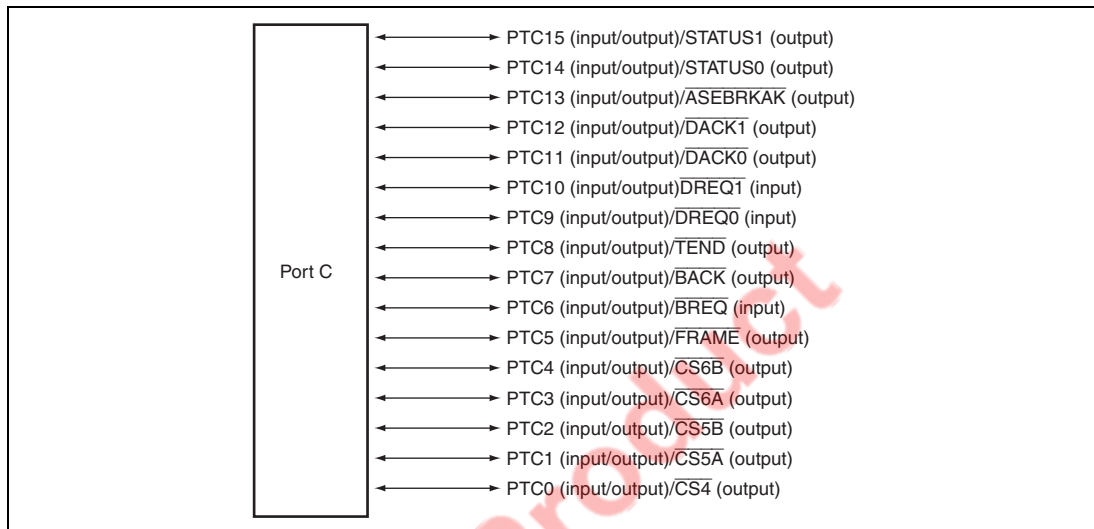 PTC15 (input/output)/STATUS1 (output)
PTC14 (input/output)/STATUS0 (output)
PTC13 (input/output)/ASEBRKAK (output)
PTC12 (input/output)/DACK1 (output)
PTC11 (input/output)/DACK0 (output)
PTC10 (input/output)DREQ1 (input)
PTC9 (input/output)/DREQ0 (input)
PTC8 (input/output)/TEND (output)
Port C
PTC7 (input/output)/BACK (output)
PTC6 (input/output)/BREQ (input)
PTC5 (input/output)/FRAME (output)
PTC4 (input/output)/CS6B (output)
PTC3 (input/output)/CS6A (output)
PTC2 (input/output)/CS5B (output)
PTC1 (input/output)/CS5A (output)
PTC0 (input/output)/CS4 (output)
Product